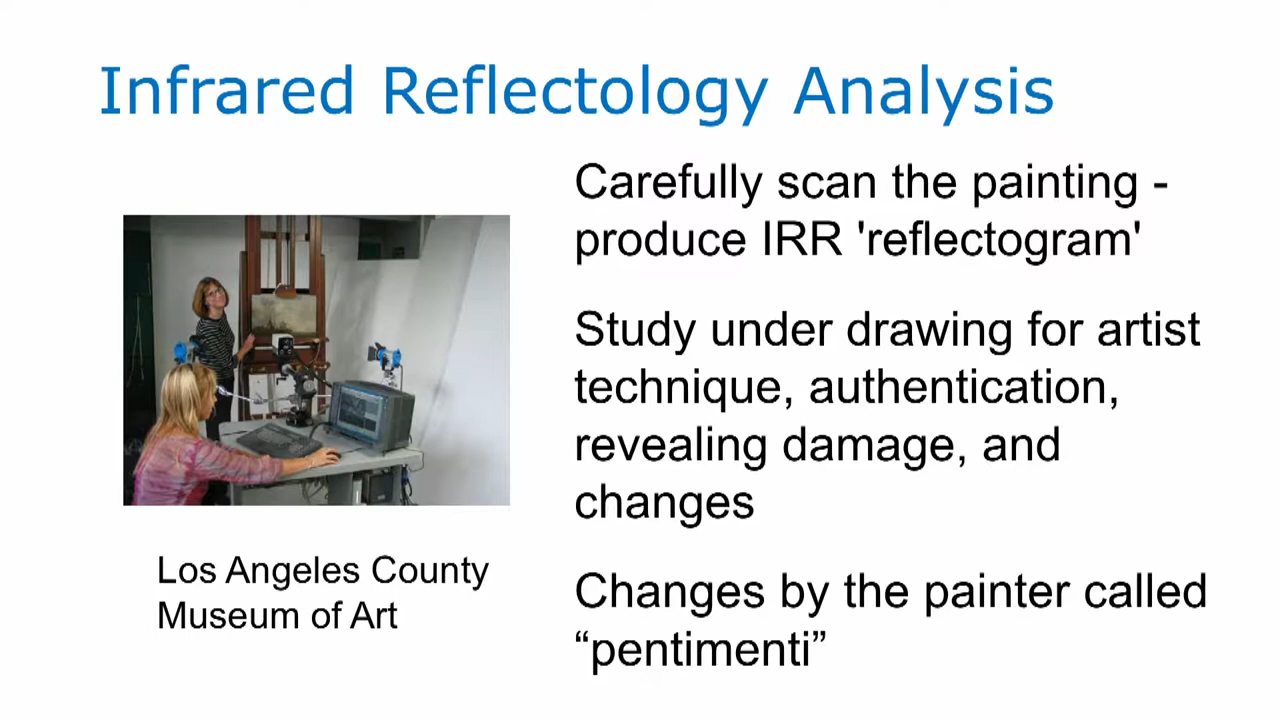 Infrared Reflectology Analysis
Carefully scan the painting -
produce IRR 'reflectogram'
Study under drawing for artist
technique, authentication,
revealing damage, and
changes
Changes by the painter called
“pentimenti”
Los Angeles County
Museum of Art